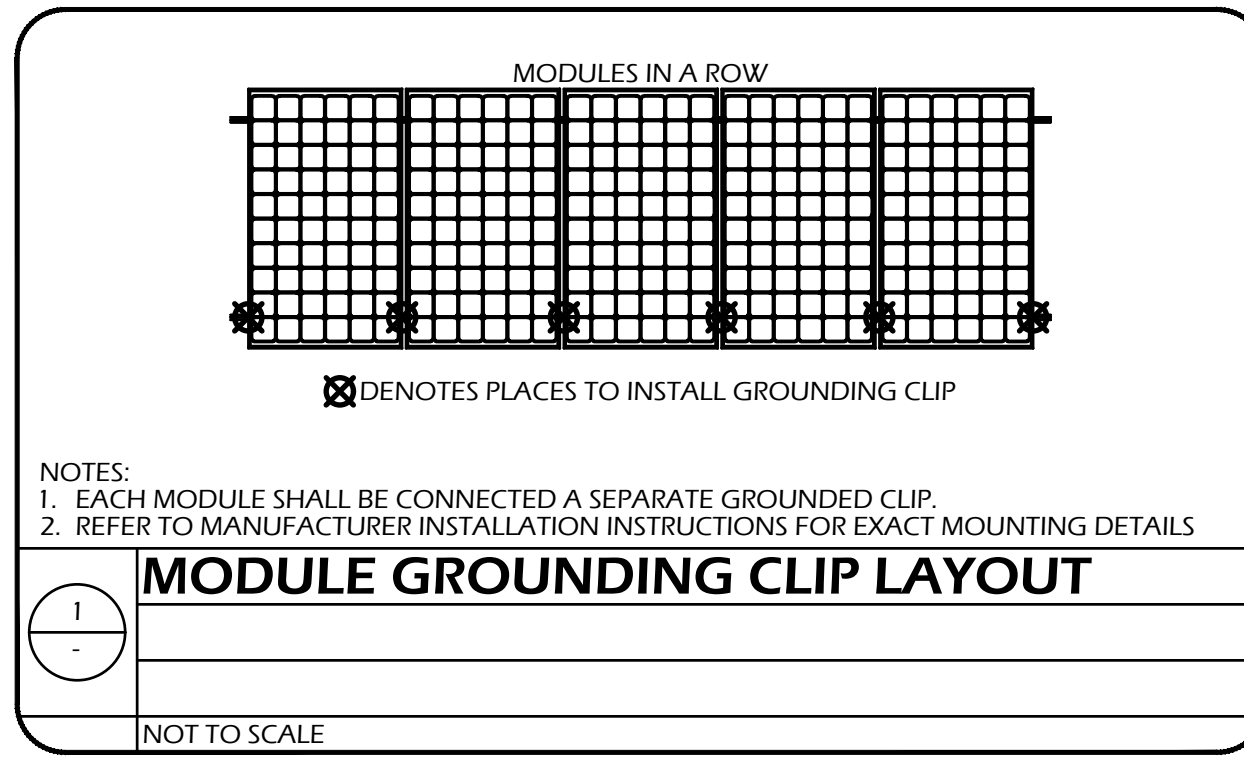 MODULES IN A ROW
DENOTES PLACES TO INSTALL GROUNDING CLIP
NOTES:
1. EACH MODULE SHALL BE CONNECTED A SEPARATE GROUNDED CLIP.
2. REFER TO MANUFACTURER INSTALLATION INSTRUCTIONS FOR EXACT MOUNTING DETAILS
MODULE GROUNDING CLIP LAYOUT
1
-
NOT TO SCALE